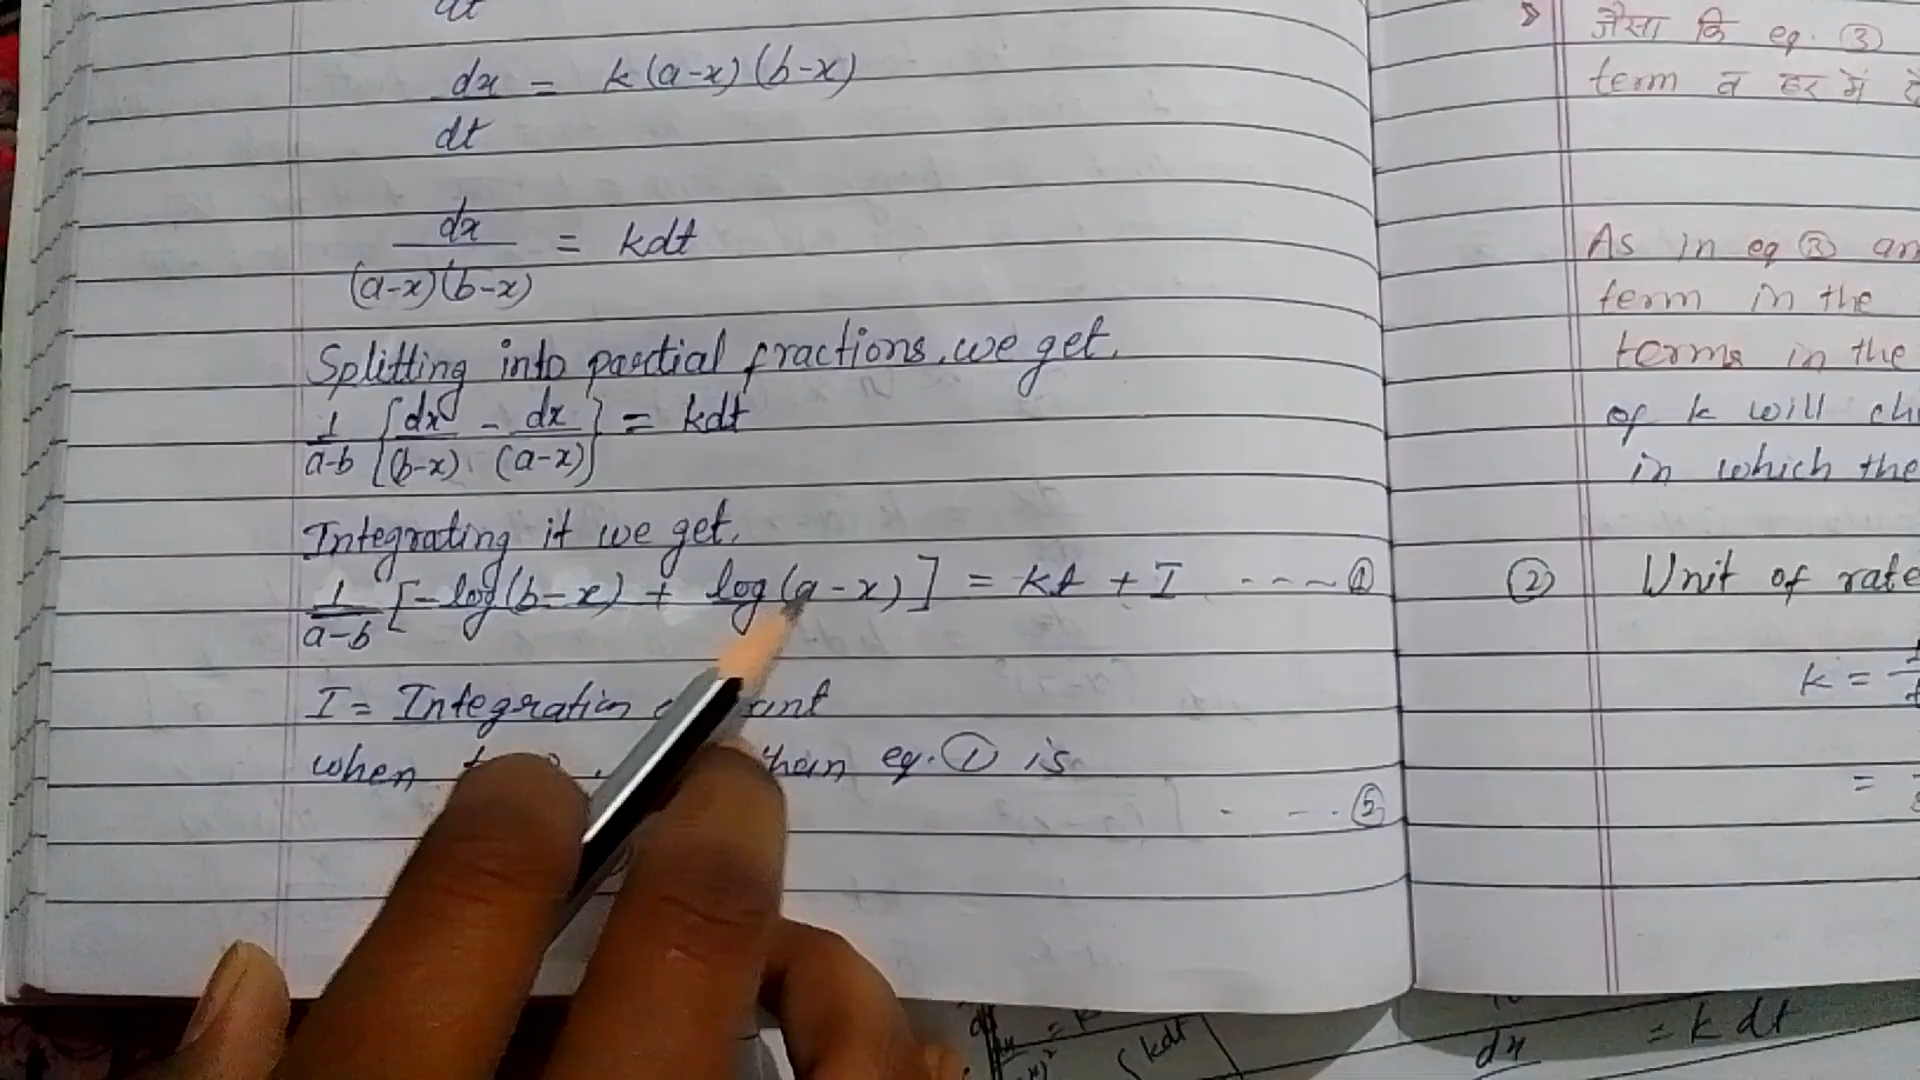 dt
dx = k(a-x)(b-x)
dt
dx = kdt
(a-x)(b-x)
Splitting into partial fractions, we get.
1 [dx - dx] = kdt
a-b [(b-x) (a-x)]
Integrating it we get.
1 [-log(b-x) + log(a-x)] = kt + I ---- ①
a-b
I = Integration
when then eq. ① is
- -- . ⑤
जैसा कि eq. ③
term व हर में
As in eq ③
term in the
terms in the
of k will
in which the
② Unit of rate
k =
=
= k dt
dx
kdt